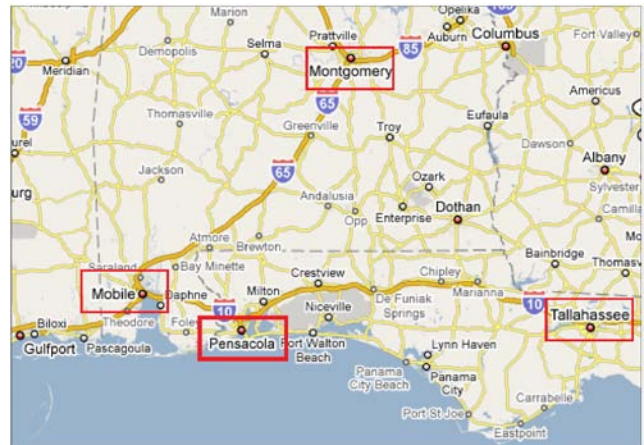 Marion
Prattville
Opelika
Auburn
Columbus
Fort Valley
Demopolis
Selma
85
20
Meridian
Montgomery
Americus
65
59
Thomasville
Greenville
Troy
Eufaula
Dawson
Albany
Jackson
65
Ozark
Sylvester
Andalusia
Opp
Enterprise
Dothan
Camilla
Atmore
Brewton
Bainbridge
Saraland
Bay Minette
Crestview
Chipley
Marianna
Mobile
Daphne
Milton
Niceville
De Funiak
Springs
10
10
Tallahassee
Biloxi
Theodore
Gulfport
Pascagoula
Pensacola
Fort Walton
Beach
Lynn Haven
Panama
City Beach
Panama
City
Port St Joe
Carrabelle
Eastpoint